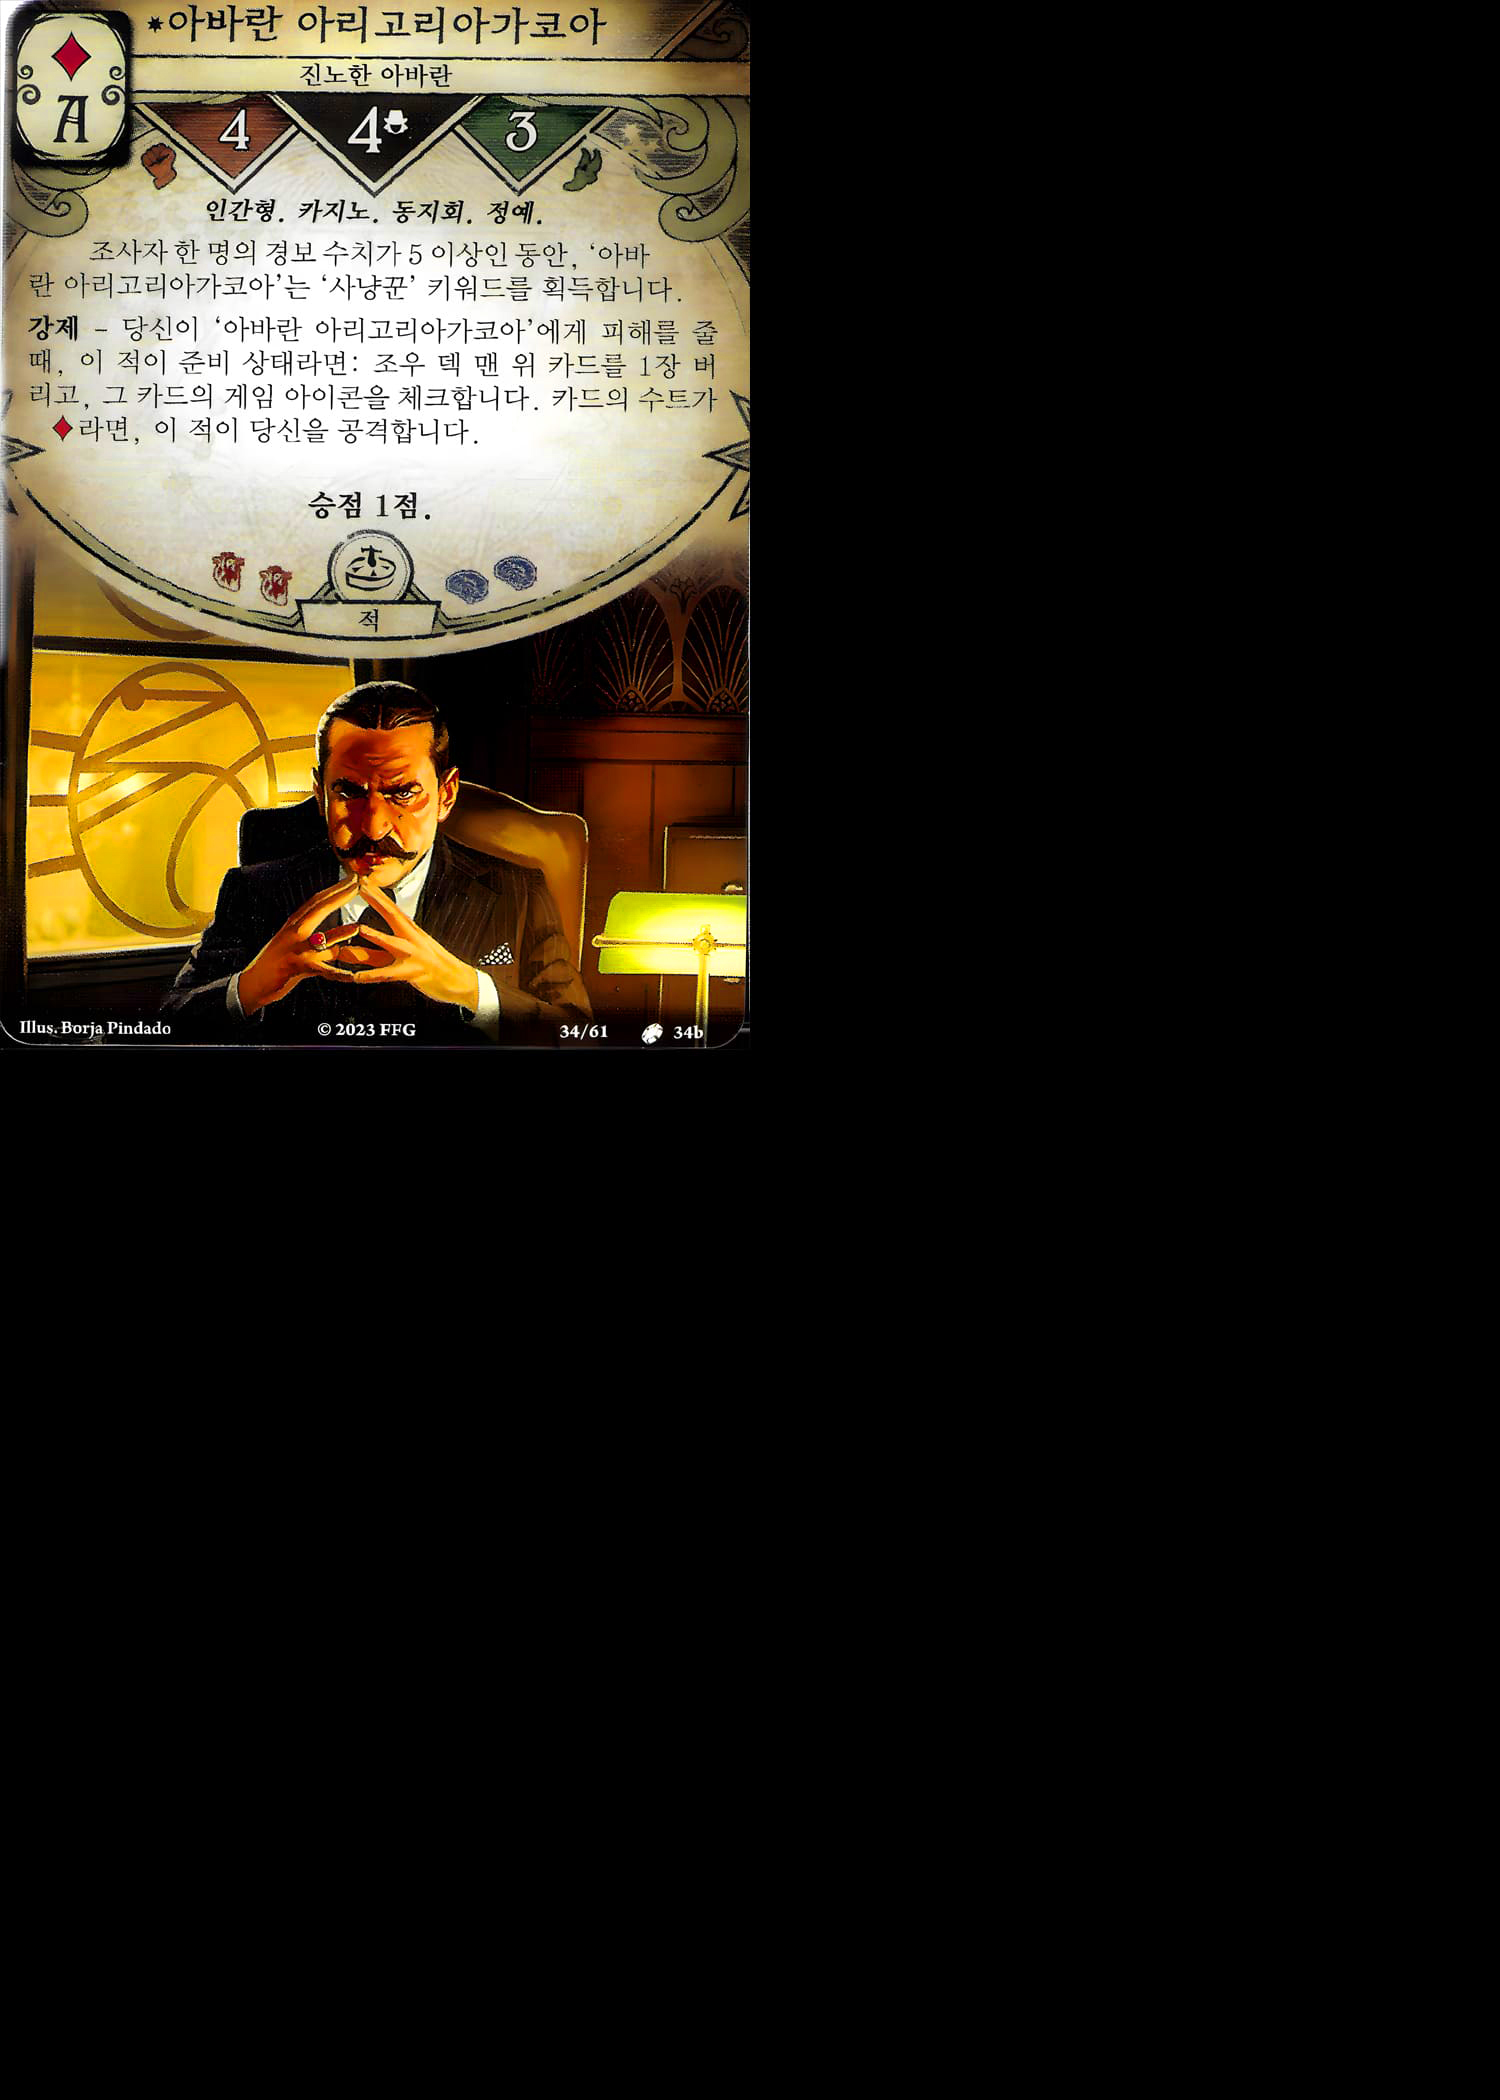 아바란 아리고리아가코아
진노한 아바란
A
4 4 3
인간형. 카지노. 동지회. 정예.
조사자 한 명의 경보 수치가 5 이상인 동안, ‘아바
란 아리고리아가코아’는 ‘사냥꾼’ 키워드를 획득합니다.
강제 – 당신이 ‘아바란 아리고리아가코아’에게 피해를 줄
때, 이 적이 준비 상태라면: 조우 덱 맨 위 카드를 1장 버
리고, 그 카드의 게임 아이콘을 체크합니다. 카드의 수트가
♦라면, 이 적이 당신을 공격합니다.
승점 1점.
적
Illus. Borja Pindado © 2023 FFG 34/61 34b